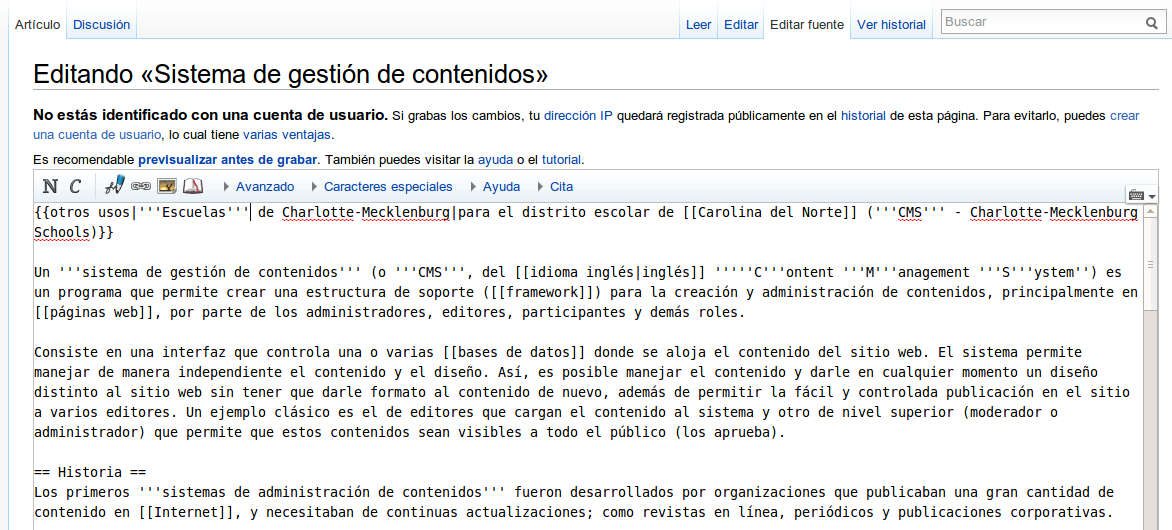 Artículo Discusión Leer Editar Editar fuente Ver historial Buscar
Editando «Sistema de gestión de contenidos»
No estás identificado con una cuenta de usuario. Si grabas los cambios, tu dirección IP quedará registrada públicamente en el historial de esta página. Para evitarlo, puedes crear
una cuenta de usuario, lo cual tiene varias ventajas.
Es recomendable previsualizar antes de grabar. También puedes visitar la ayuda o el tutorial.
N C Avanzado Caracteres especiales Ayuda Cita
{{otros usos|'''Escuelas''' de Charlotte-Mecklenburg|para el distrito escolar de [[Carolina del Norte]] ('''CMS''' - Charlotte-Mecklenburg
Schools)}}
Un '''sistema de gestión de contenidos''' (o '''CMS''', del [[idioma inglés|inglés]] '''''C'''ontent '''M'''anagement '''S'''ystem'') es
un programa que permite crear una estructura de soporte ([[framework]]) para la creación y administración de contenidos, principalmente en
[[páginas web]], por parte de los administradores, editores, participantes y demás roles.
Consiste en una interfaz que controla una o varias [[bases de datos]] donde se aloja el contenido del sitio web. El sistema permite
manejar de manera independiente el contenido y el diseño. Así, es posible manejar el contenido y darle en cualquier momento un diseño
distinto al sitio web sin tener que darle formato al contenido de nuevo, además de permitir la fácil y controlada publicación en el sitio
a varios editores. Un ejemplo clásico es el de editores que cargan el contenido al sistema y otro de nivel superior (moderador o
administrador) que permite que estos contenidos sean visibles a todo el público (los aprueba).
== Historia ==
Los primeros '''sistemas de administración de contenidos''' fueron desarrollados por organizaciones que publicaban una gran cantidad de
contenido en [[Internet]], y necesitaban de continuas actualizaciones; como revistas en línea, periódicos y publicaciones corporativas.